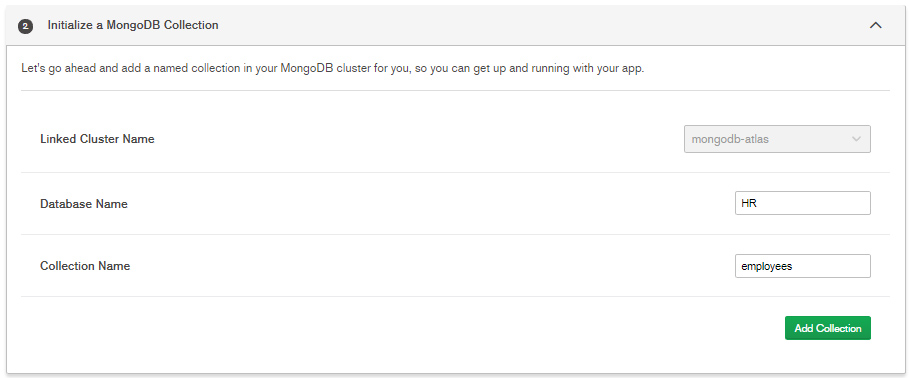 2 Initialize a MongoDB Collection
Let's go ahead and add a named collection in your MongoDB cluster for you, so you can get up and running with your app.
Linked Cluster Name mongodb-atlas
Database Name HR
Collection Name employees
Add Collection